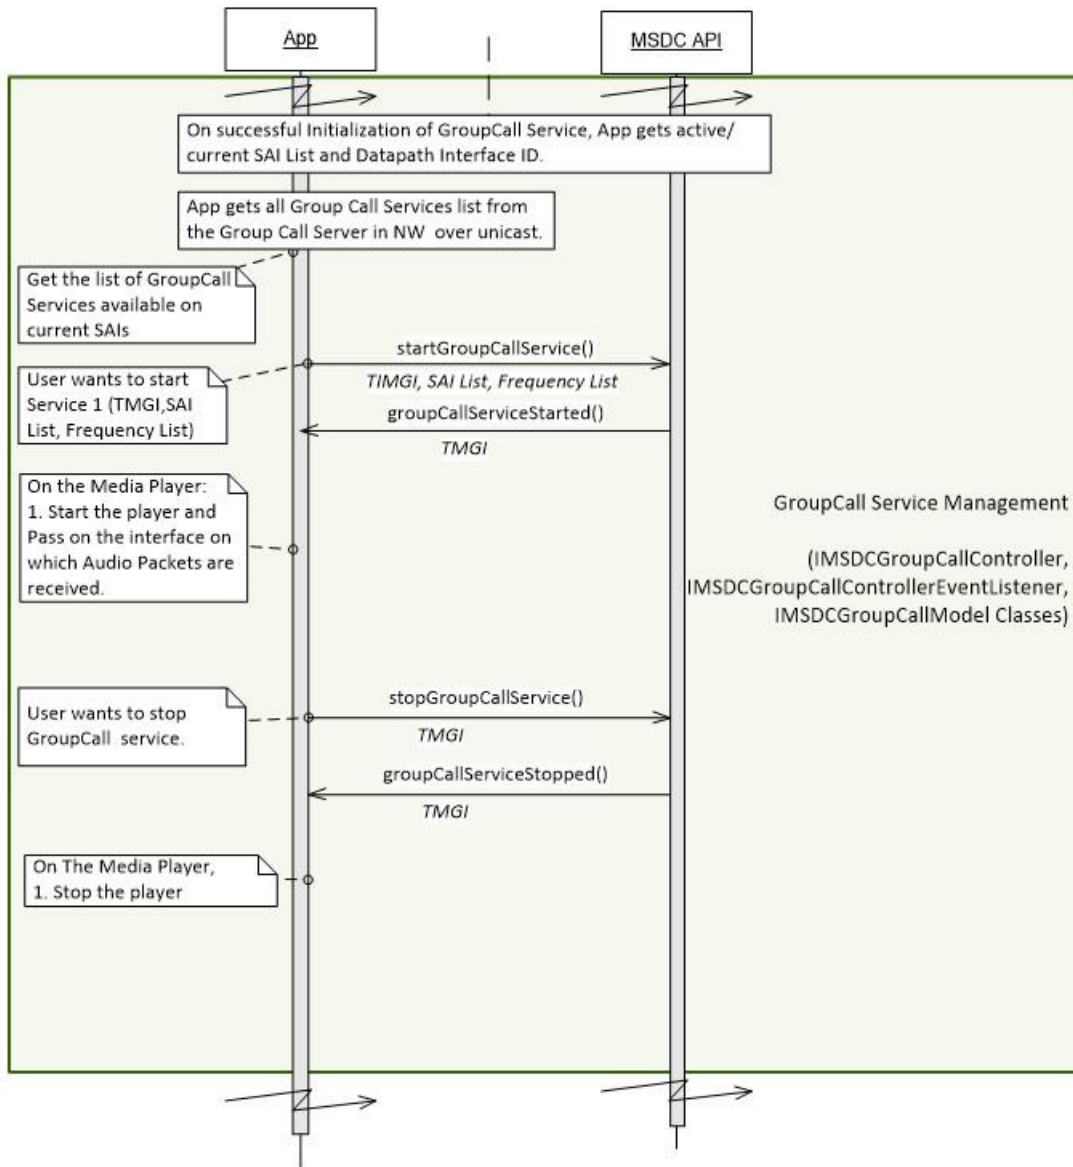 App
MSDC API
On successful Initialization of GroupCall Service, App gets active/
current SAI List and Datapath Interface ID.
App gets all Group Call Services list from
the Group Call Server in NW over unicast.
Get the list of GroupCall
Services available on
current SAIs
startGroupCallService()
TIMGI, SAI List, Frequency List
User wants to start
Service 1 (TMGI,SAI
List, Frequency List)
groupCallServiceStarted()
TMGI
On the Media Player:
1. Start the player and
Pass on the interface on
which Audio Packets are
received.
GroupCall Service Management
(IMSDCGroupCallController,
IMSDCGroupCallControllerEventListener,
IMSDCGroupCallModel Classes)
stopGroupCallService()
TMGI
User wants to stop
GroupCall service.
groupCallServiceStopped()
TMGI
On The Media Player,
1. Stop the player